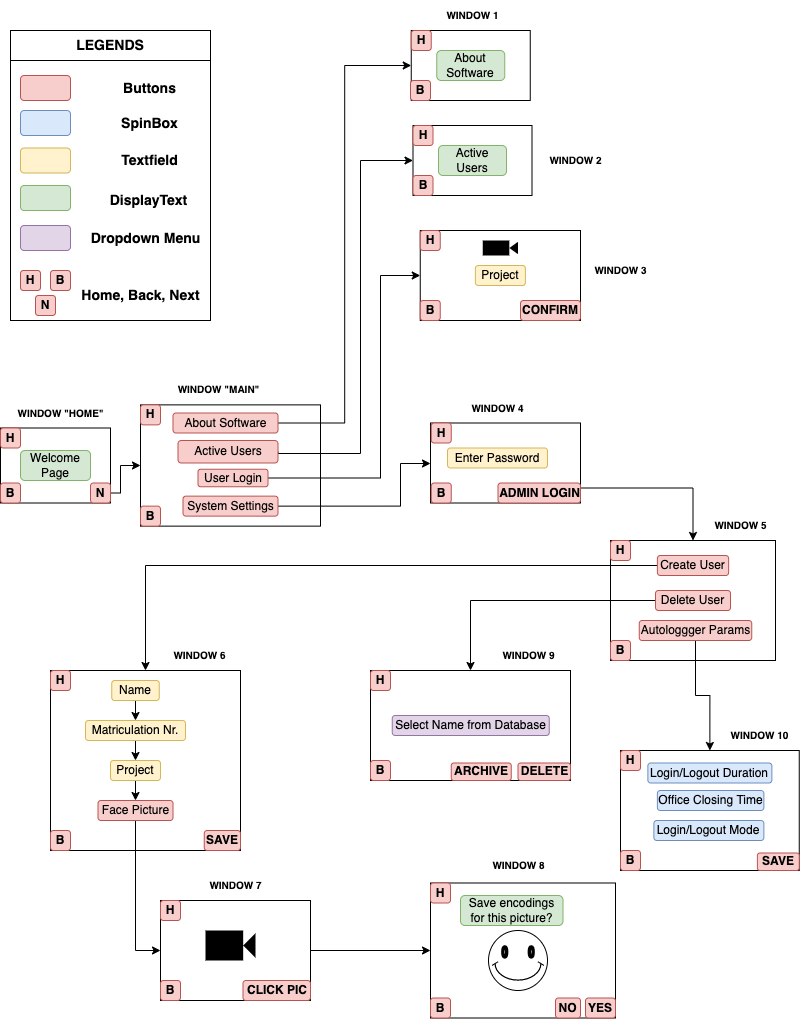 LEGENDS
Buttons
SpinBox
Textfield
DisplayText
Dropdown Menu
H
B
N
Home, Back, Next
WINDOW 1
H
About
Software
B
H
Active
Users
B
WINDOW 2
H
Project
B
CONFIRM
WINDOW 3
WINDOW "HOME"
H
Welcome
Page
B
N
WINDOW "MAIN"
H
About Software
Active Users
User Login
System Settings
B
WINDOW 4
H
Enter Password
B
ADMIN LOGIN
WINDOW 5
H
Create User
Delete User
Autologgger Params
B
WINDOW 6
H
Name
Matriculation Nr.
Project
Face Picture
B
SAVE
WINDOW 9
H
Select Name from Database
B
ARCHIVE
DELETE
WINDOW 10
H
Login/Logout Duration
Office Closing Time
Login/Logout Mode
B
SAVE
WINDOW 7
H
B
CLICK PIC
WINDOW 8
H
Save encodings
for this picture?
B
NO
YES